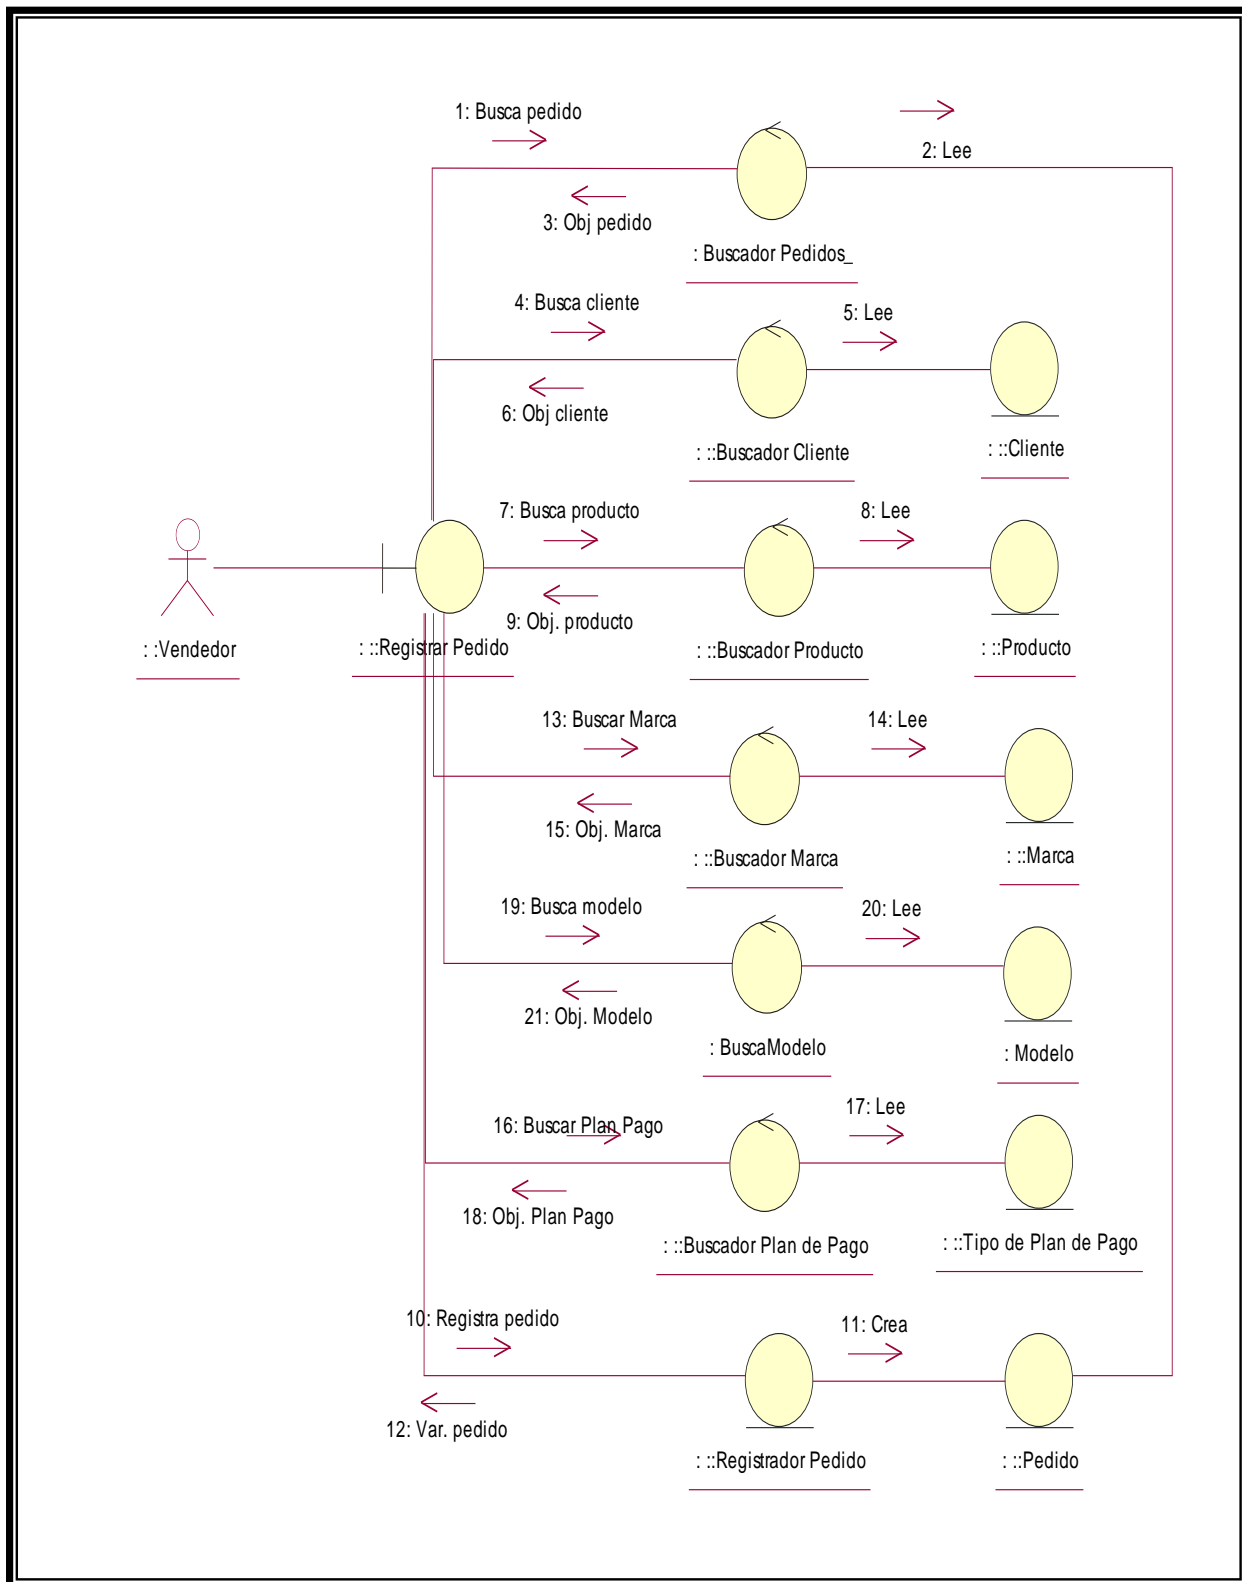 1: Busca pedido
2: Lee
3: Obj pedido
: Buscador Pedidos_
4: Busca cliente
5: Lee
6: Obj cliente
: ::Buscador Cliente
: ::Cliente
7: Busca producto
8: Lee
9: Obj. producto
: :Vendedor
: ::Registrar Pedido
: ::Buscador Producto
: ::Producto
13: Buscar Marca
14: Lee
15: Obj. Marca
: ::Buscador Marca
: ::Marca
19: Busca modelo
20: Lee
21: Obj. Modelo
: BuscaModelo
: Modelo
16: Buscar Plan Pago
17: Lee
18: Obj. Plan Pago
: ::Buscador Plan de Pago
: ::Tipo de Plan de Pago
10: Registra pedido
11: Crea
12: Var. pedido
: ::Registrador Pedido
: ::Pedido